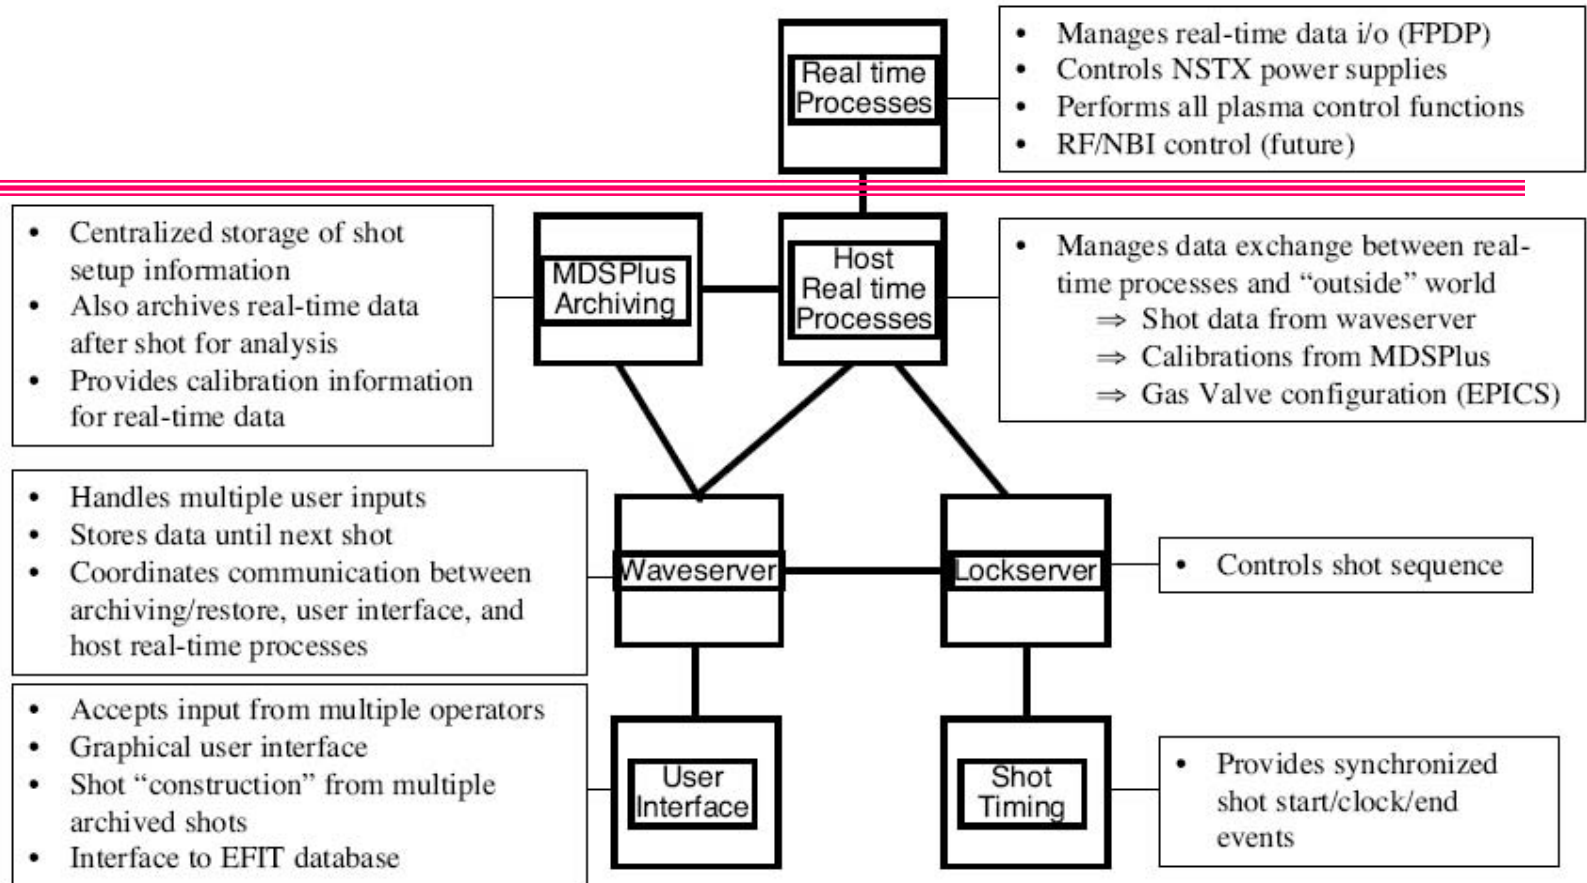 Real time
Processes
• Manages real-time data i/o (FPDP)
• Controls NSTX power supplies
• Performs all plasma control functions
• RF/NBI control (future)
• Centralized storage of shot
setup information
• Also archives real-time data
after shot for analysis
• Provides calibration information
for real-time data
MDSPlus
Archiving
Host
Real time
Processes
• Manages data exchange between real-
time processes and “outside” world
⇒ Shot data from waveserver
⇒ Calibrations from MDSPlus
⇒ Gas Valve configuration (EPICS)
• Handles multiple user inputs
• Stores data until next shot
• Coordinates communication between
archiving/restore, user interface, and
host real-time processes
Waveserver
Lockserver
• Controls shot sequence
• Accepts input from multiple operators
• Graphical user interface
• Shot “construction” from multiple
archived shots
• Interface to EFIT database
User
Interface
Shot
Timing
• Provides synchronized
shot start/clock/end
events